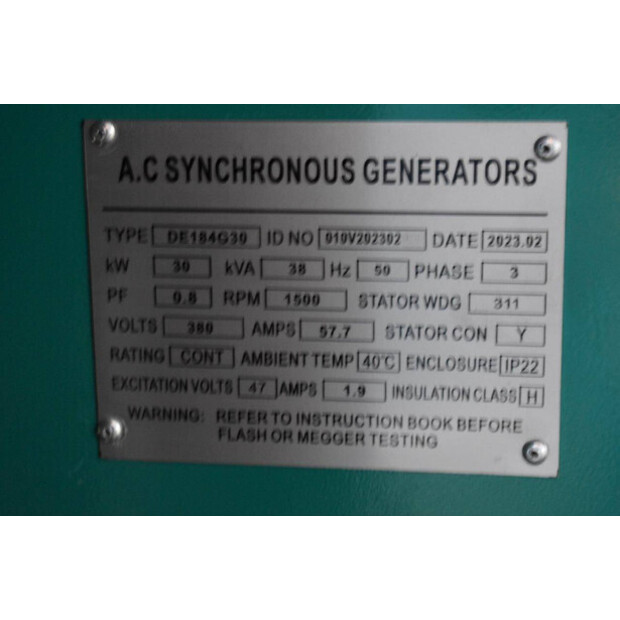 A.C SYNCHRONOUS GENERATORS
TYPE DE184G30 ID NO 010V202302 DATE 2023.02
kW 30 kVA 38 Hz 50 PHASE 3
PF 0.8 RPM 1500 STATOR WDG 311
VOLTS 380 AMPS 57.7 STATOR CON Y
RATING CONT AMBIENT TEMP 40℃ ENCLOSURE IP22
EXCITATION VOLTS 47 AMPS 1.9 INSULATION CLASS H
WARNING: REFER TO INSTRUCTION BOOK BEFORE
FLASH OR MEGGER TESTING